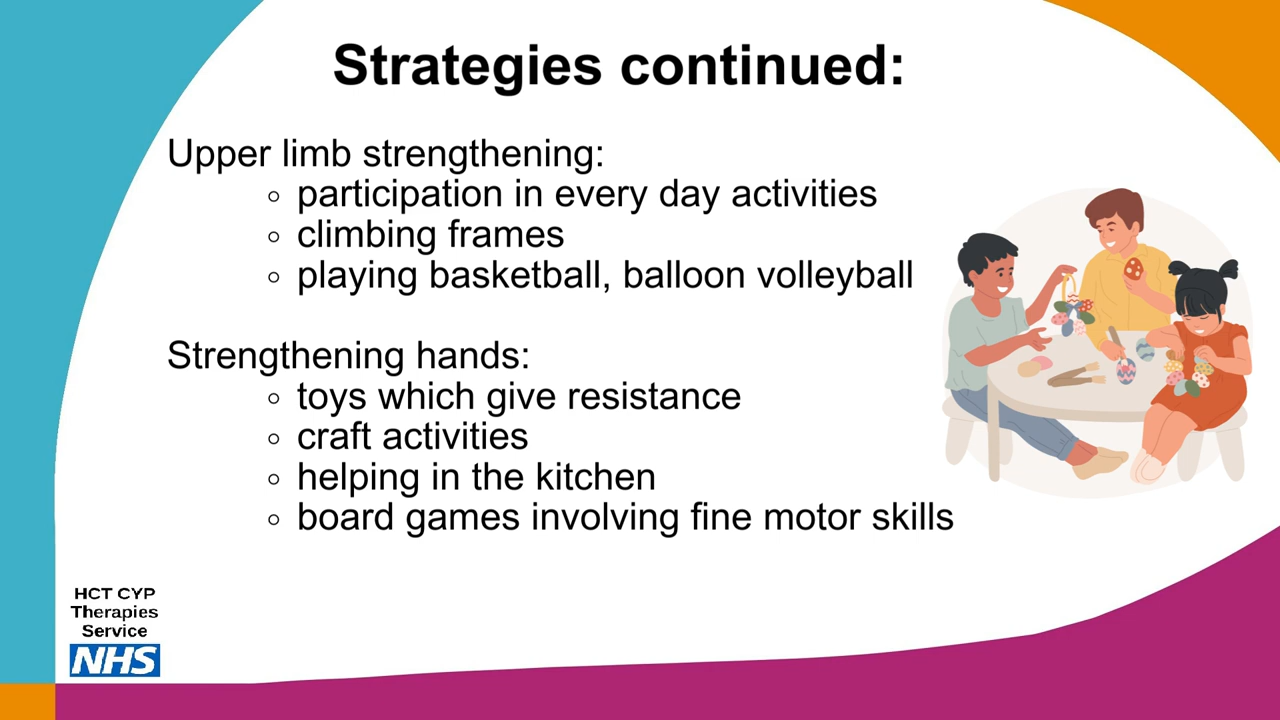 Strategies continued:
Upper limb strengthening:
participation in every day activities
climbing frames
playing basketball, balloon volleyball
Strengthening hands:
toys which give resistance
craft activities
helping in the kitchen
board games involving fine motor skills
HCT CYP
Therapies
Service
NHS